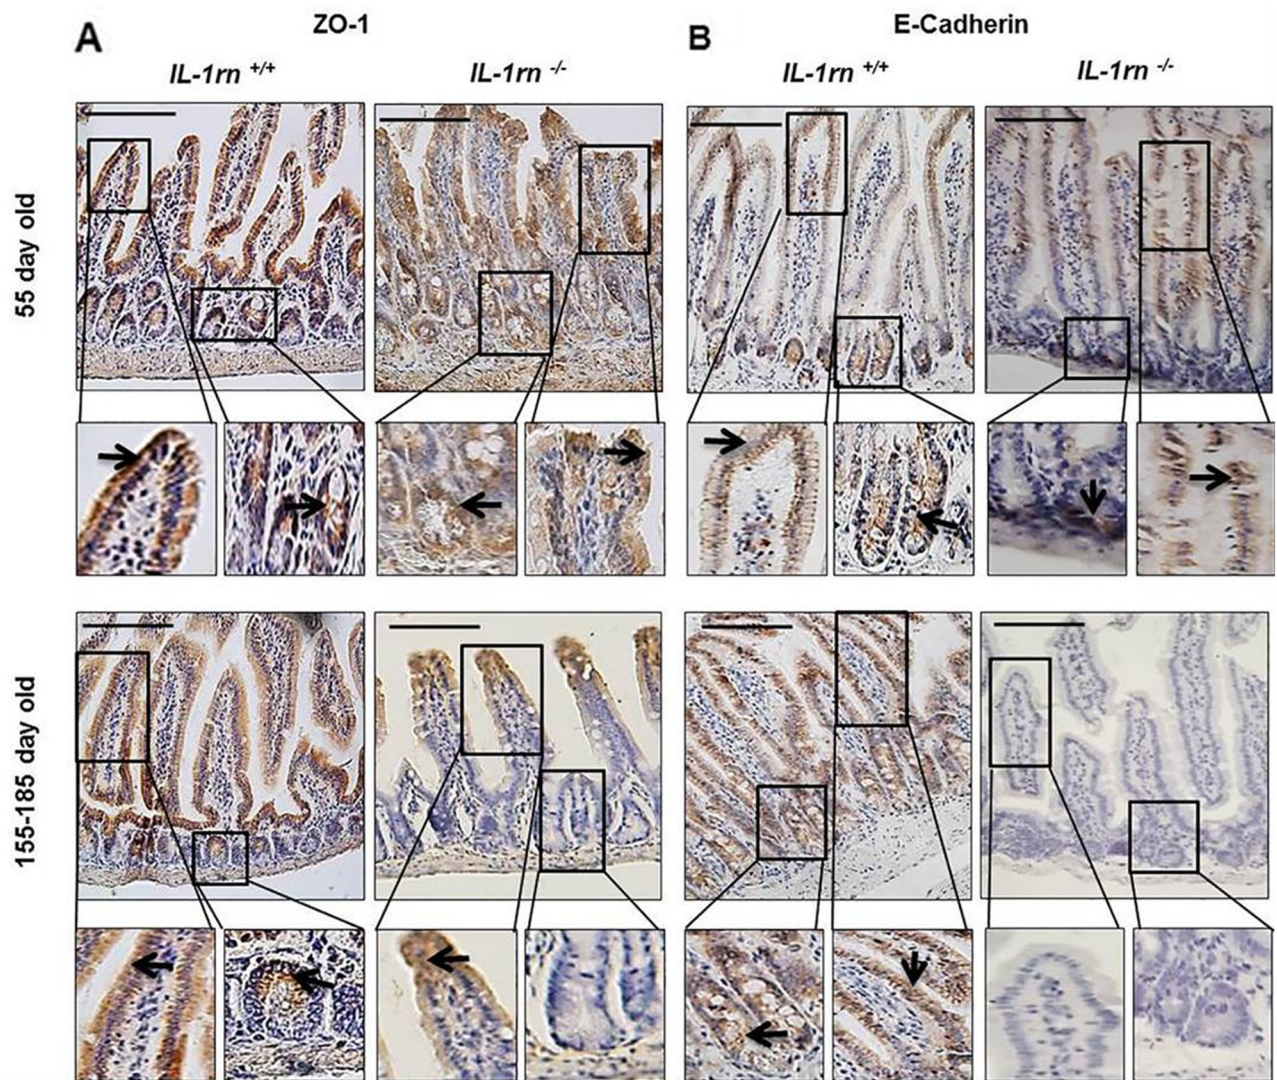 A
ZO-1
IL-1rn +/+
IL-1rn -/-
B
E-Cadherin
IL-1rn +/+
IL-1rn -/-
55 day old
155-185 day old